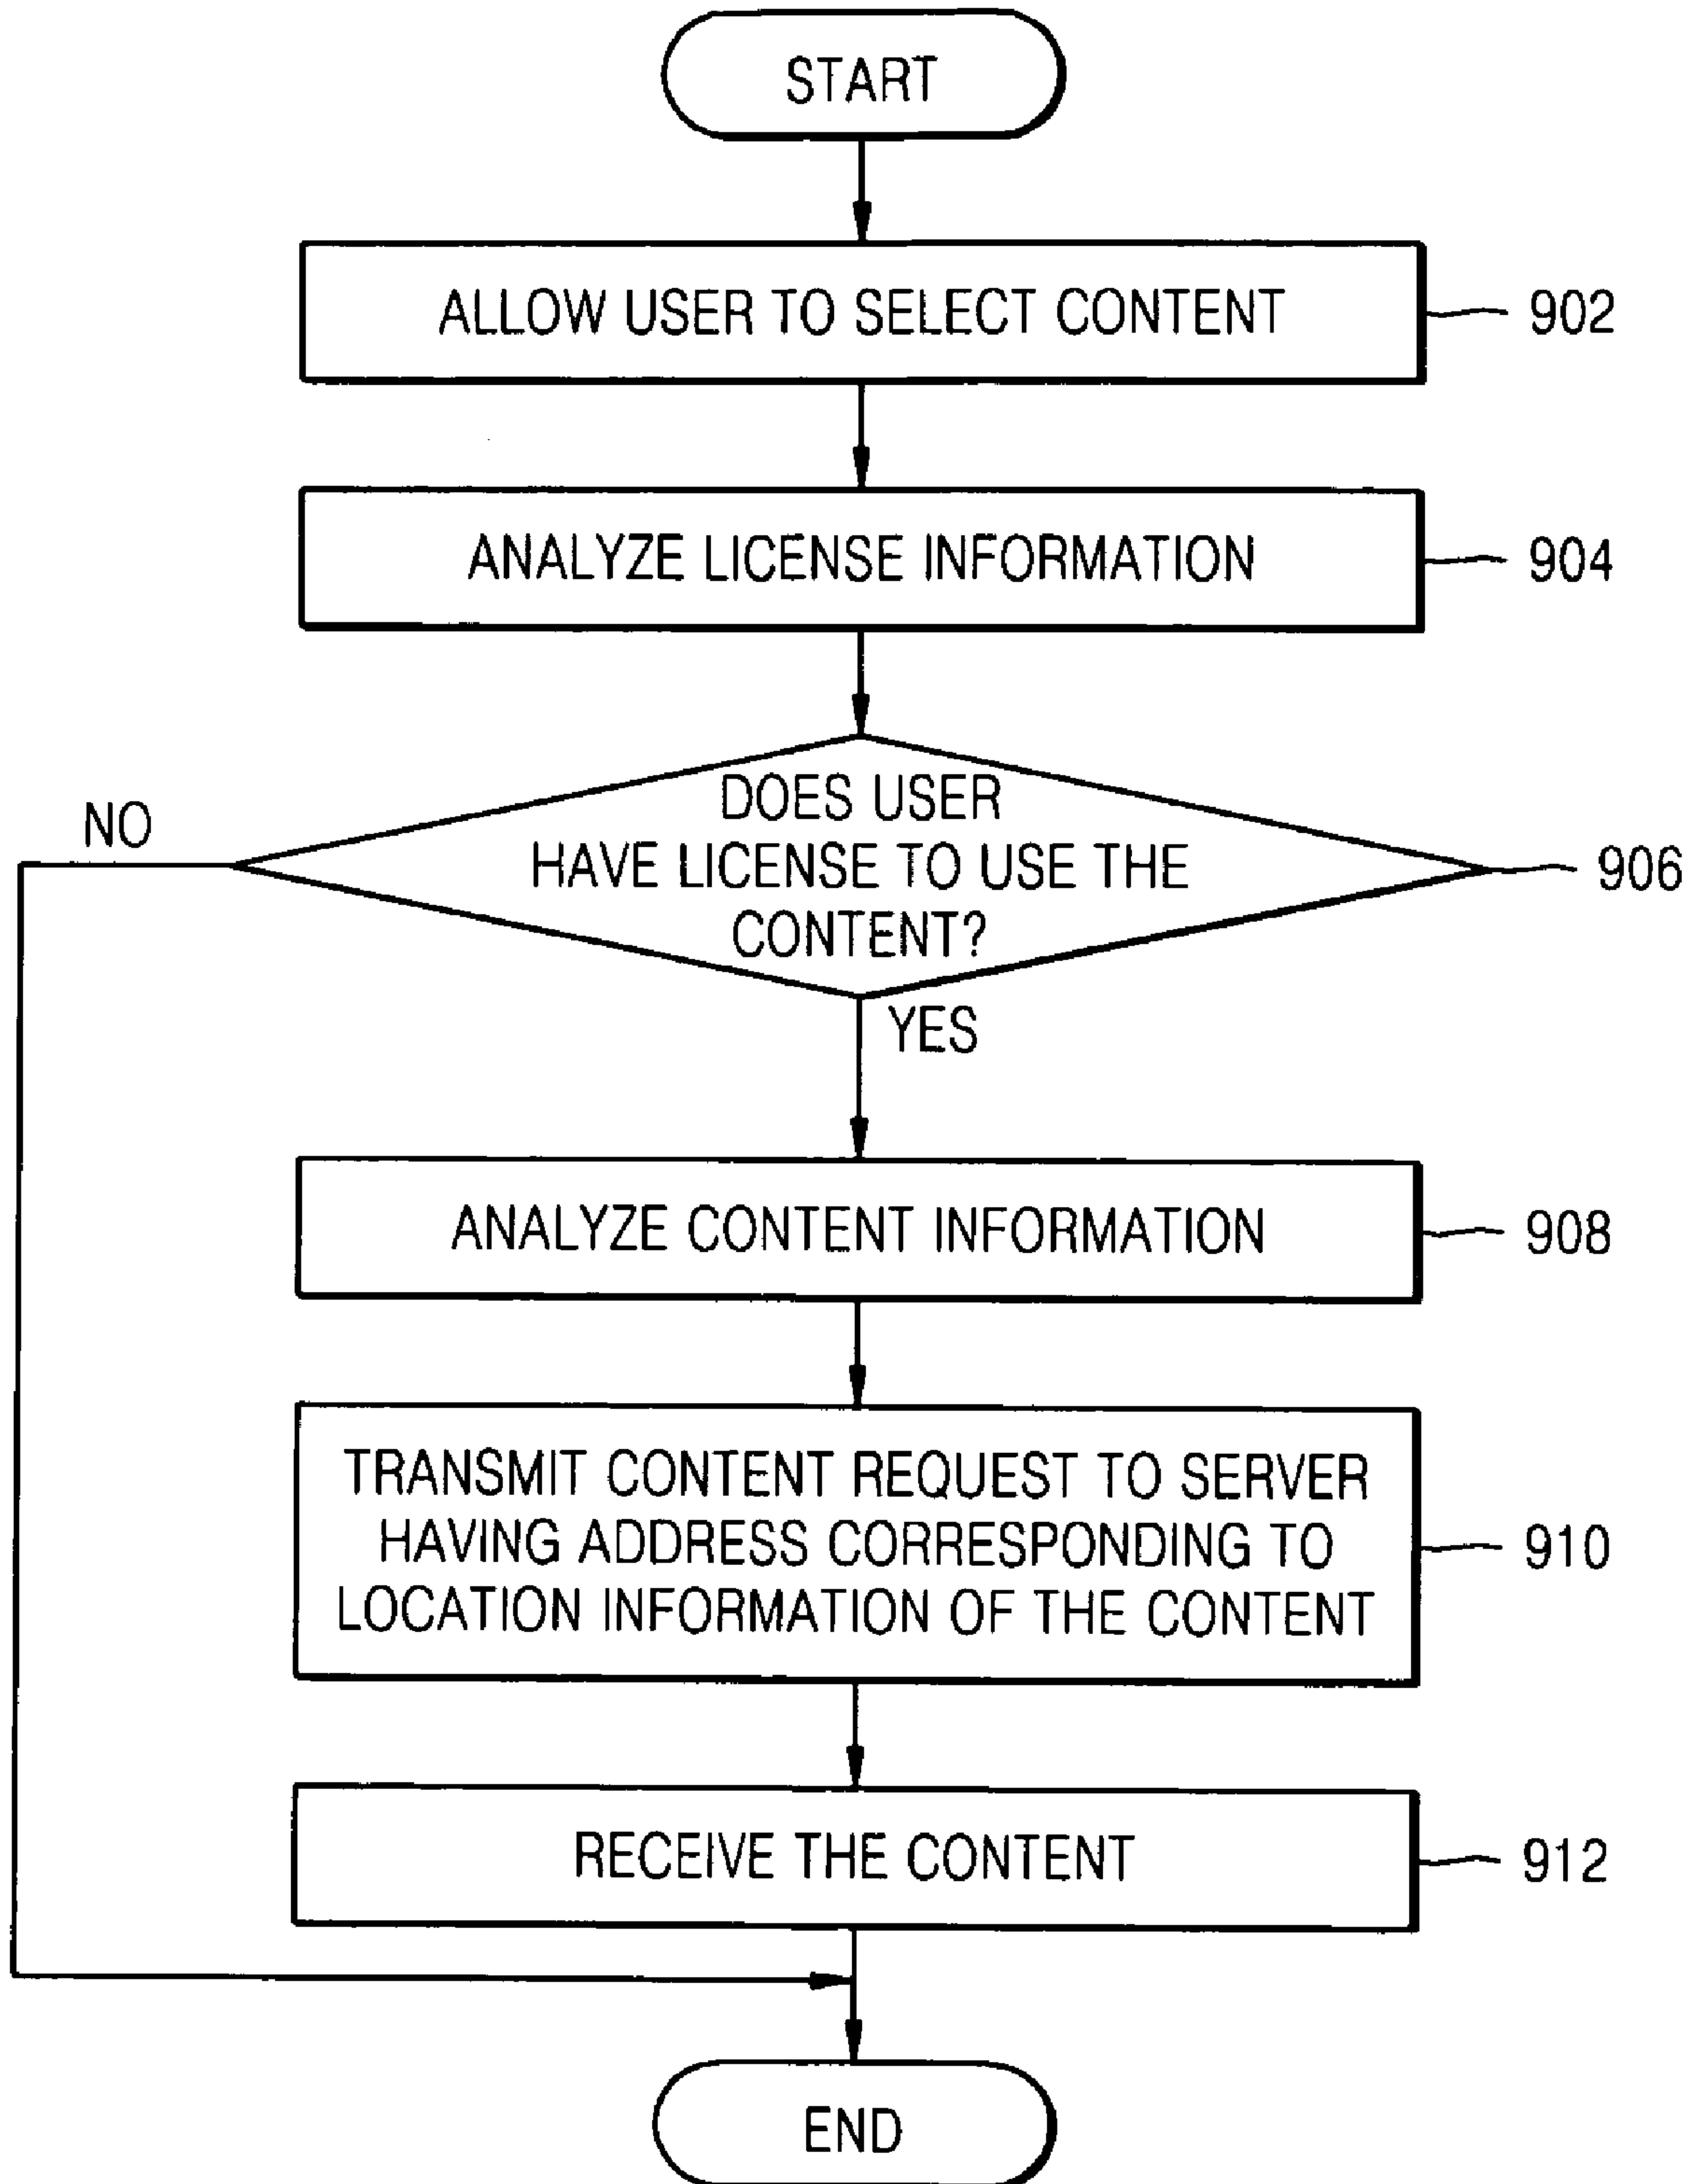 START
ALLOW USER TO SELECT CONTENT
902
ANALYZE LICENSE INFORMATION
904
DOES USER
HAVE LICENSE TO USE THE
CONTENT?
906
NO
YES
ANALYZE CONTENT INFORMATION
908
TRANSMIT CONTENT REQUEST TO SERVER
HAVING ADDRESS CORRESPONDING TO
LOCATION INFORMATION OF THE CONTENT
910
RECEIVE THE CONTENT
912
END